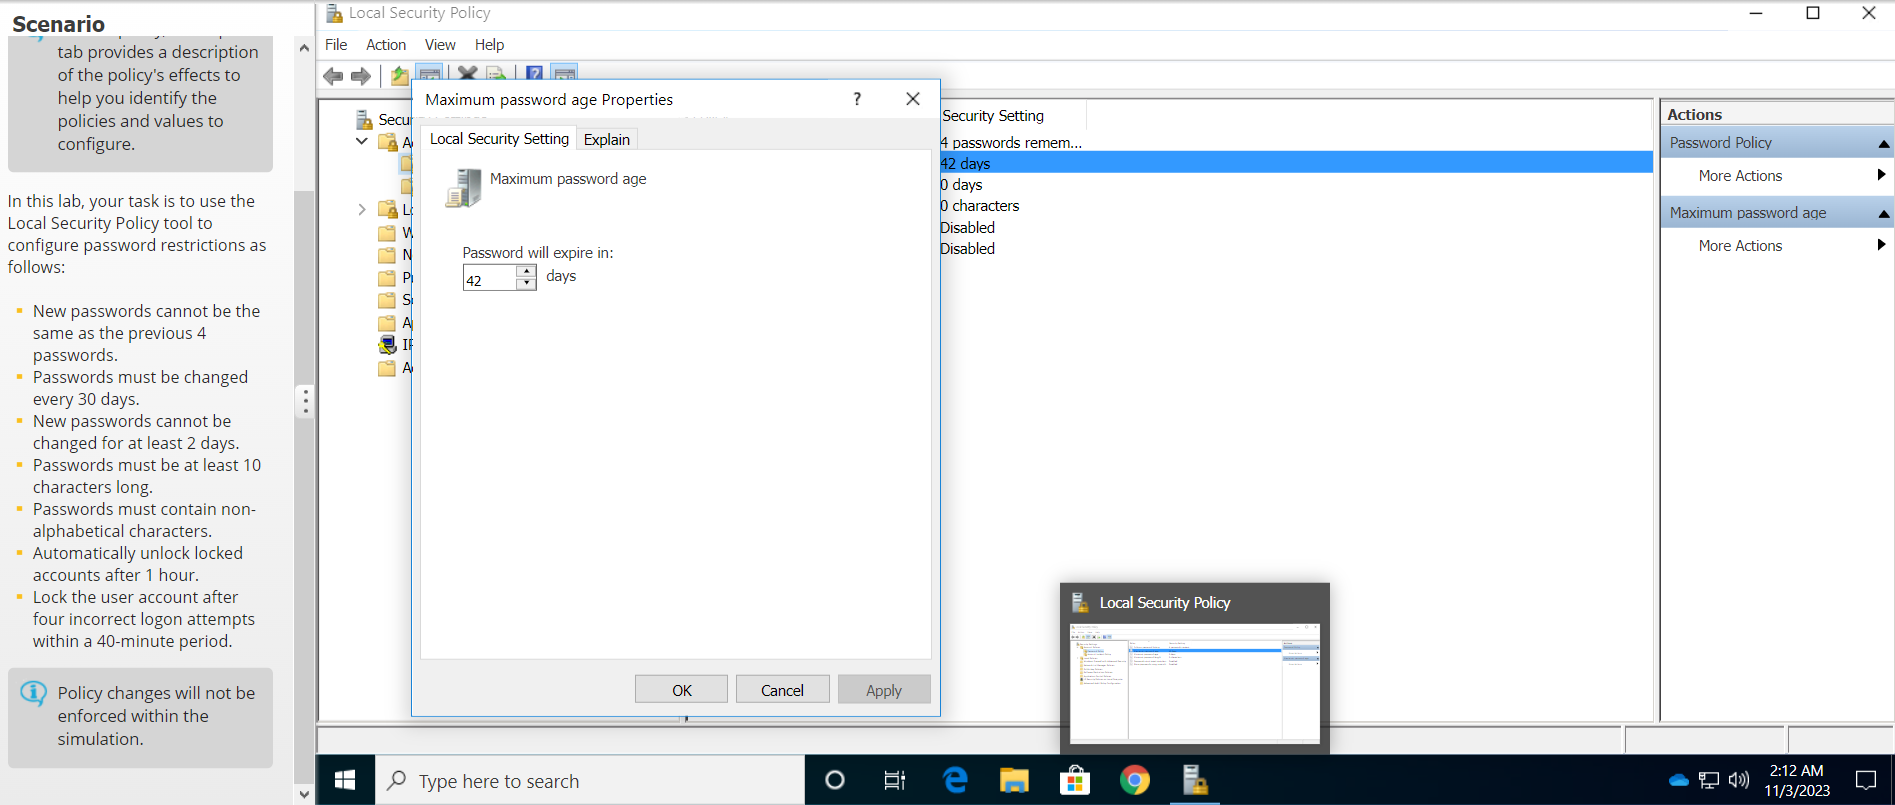 Scenario
tab provides a description
of the policy's effects to
help you identify the
policies and values to
configure.
In this lab, your task is to use the
Local Security Policy tool to
configure password restrictions as
follows:
New passwords cannot be the
same as the previous 4
passwords.
Passwords must be changed
every 30 days.
New passwords cannot be
changed for at least 2 days.
Passwords must be at least 10
characters long.
Passwords must contain non-
alphabetical characters.
Automatically unlock locked
accounts after 1 hour.
Lock the user account after
four incorrect logon attempts
within a 40-minute period.
Policy changes will not be
enforced within the
simulation.
Local Security Policy
File Action View Help
Maximum password age Properties
Local Security Setting Explain
Maximum password age
Password will expire in:
42 days
OK Cancel Apply
Security Setting
4 passwords remem...
42 days
0 days
0 characters
Disabled
Disabled
Actions
Password Policy
More Actions
Maximum password age
More Actions
Local Security Policy
Type here to search
2:12 AM
11/3/2023